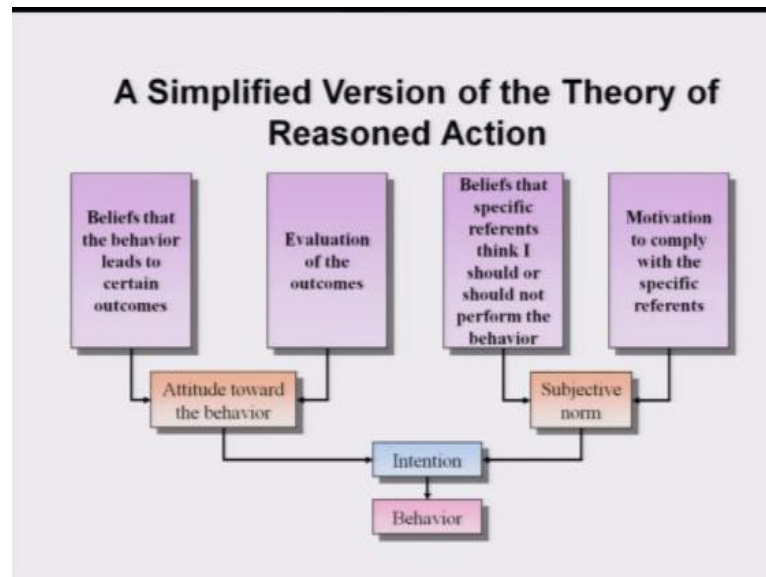 A Simplified Version of the Theory of
Reasoned Action
Beliefs that
the behavior
leads to
certain
outcomes
Evaluation
of the
outcomes
Beliefs that
specific
referents
think I
should or
should not
perform the
behavior
Motivation
to comply
with the
specific
referents
Attitude toward
the behavior
Subjective
norm
Intention
Behavior